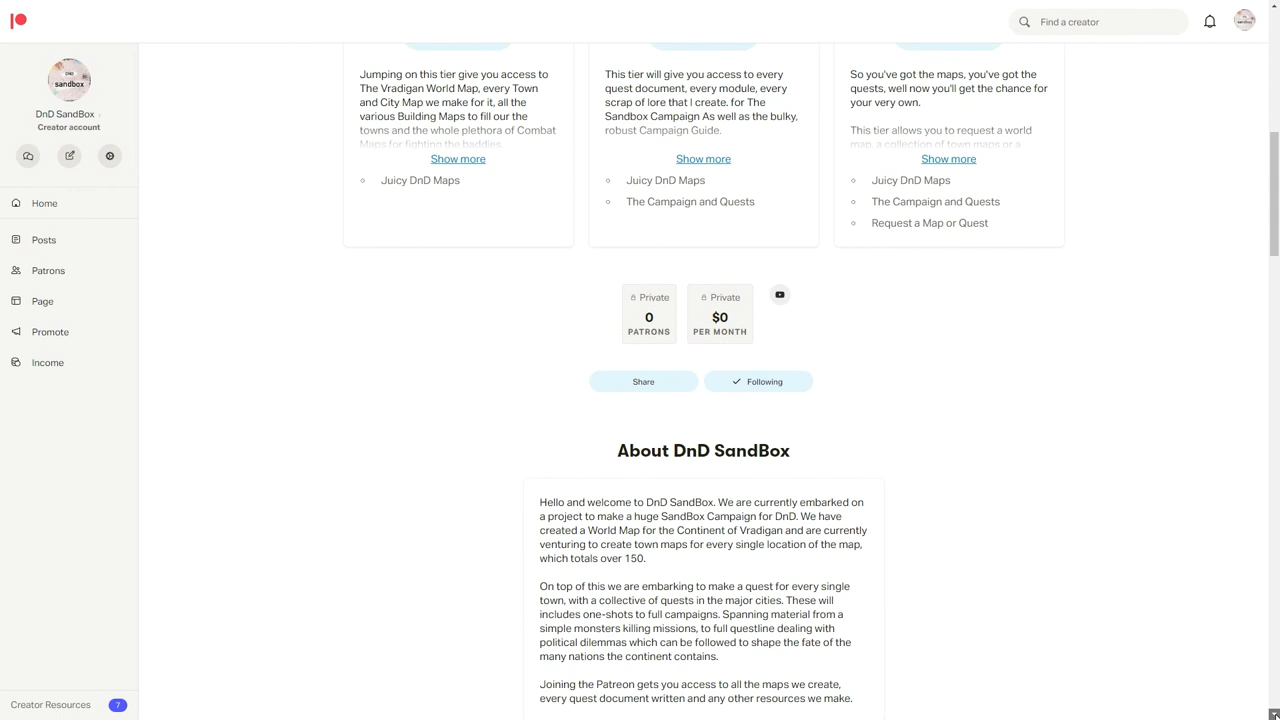 Find a creator
DND
sandbox
DnD SandBox
Creator account
Home
Posts
Patrons
Page
Promote
Income
Creator Resources 7
Jumping on this tier give you access to
The Vradigan World Map, every Town
and City Map we make for it, all the
various Building Maps to fill our the
towns and the whole plethora of Combat
Maps for fighting the baddies.
Show more
Juicy DnD Maps
This tier will give you access to every
quest document, every module, every
scrap of lore that I create. for The
Sandbox Campaign As well as the bulky,
robust Campaign Guide.
Show more
Juicy DnD Maps
The Campaign and Quests
So you've got the maps, you've got the
quests, well now you'll get the chance for
your very own.
This tier allows you to request a world
map, a collection of town maps or a
Show more
Juicy DnD Maps
The Campaign and Quests
Request a Map or Quest
Private
0
PATRONS
Private
$0
PER MONTH
Share
Following
About DnD SandBox
Hello and welcome to DnD SandBox. We are currently embarked on
a project to make a huge SandBox Campaign for DnD. We have
created a World Map for the Continent of Vradigan and are currently
venturing to create town maps for every single location of the map,
which totals over 150.
On top of this we are embarking to make a quest for every single
town, with a collective of quests in the major cities. These will
includes one-shots to full campaigns. Spanning material from a
simple monsters killing missions, to full questline dealing with
political dilemmas which can be followed to shape the fate of the
many nations the continent contains.
Joining the Patreon gets you access to all the maps we create,
every quest document written and any other resources we make.